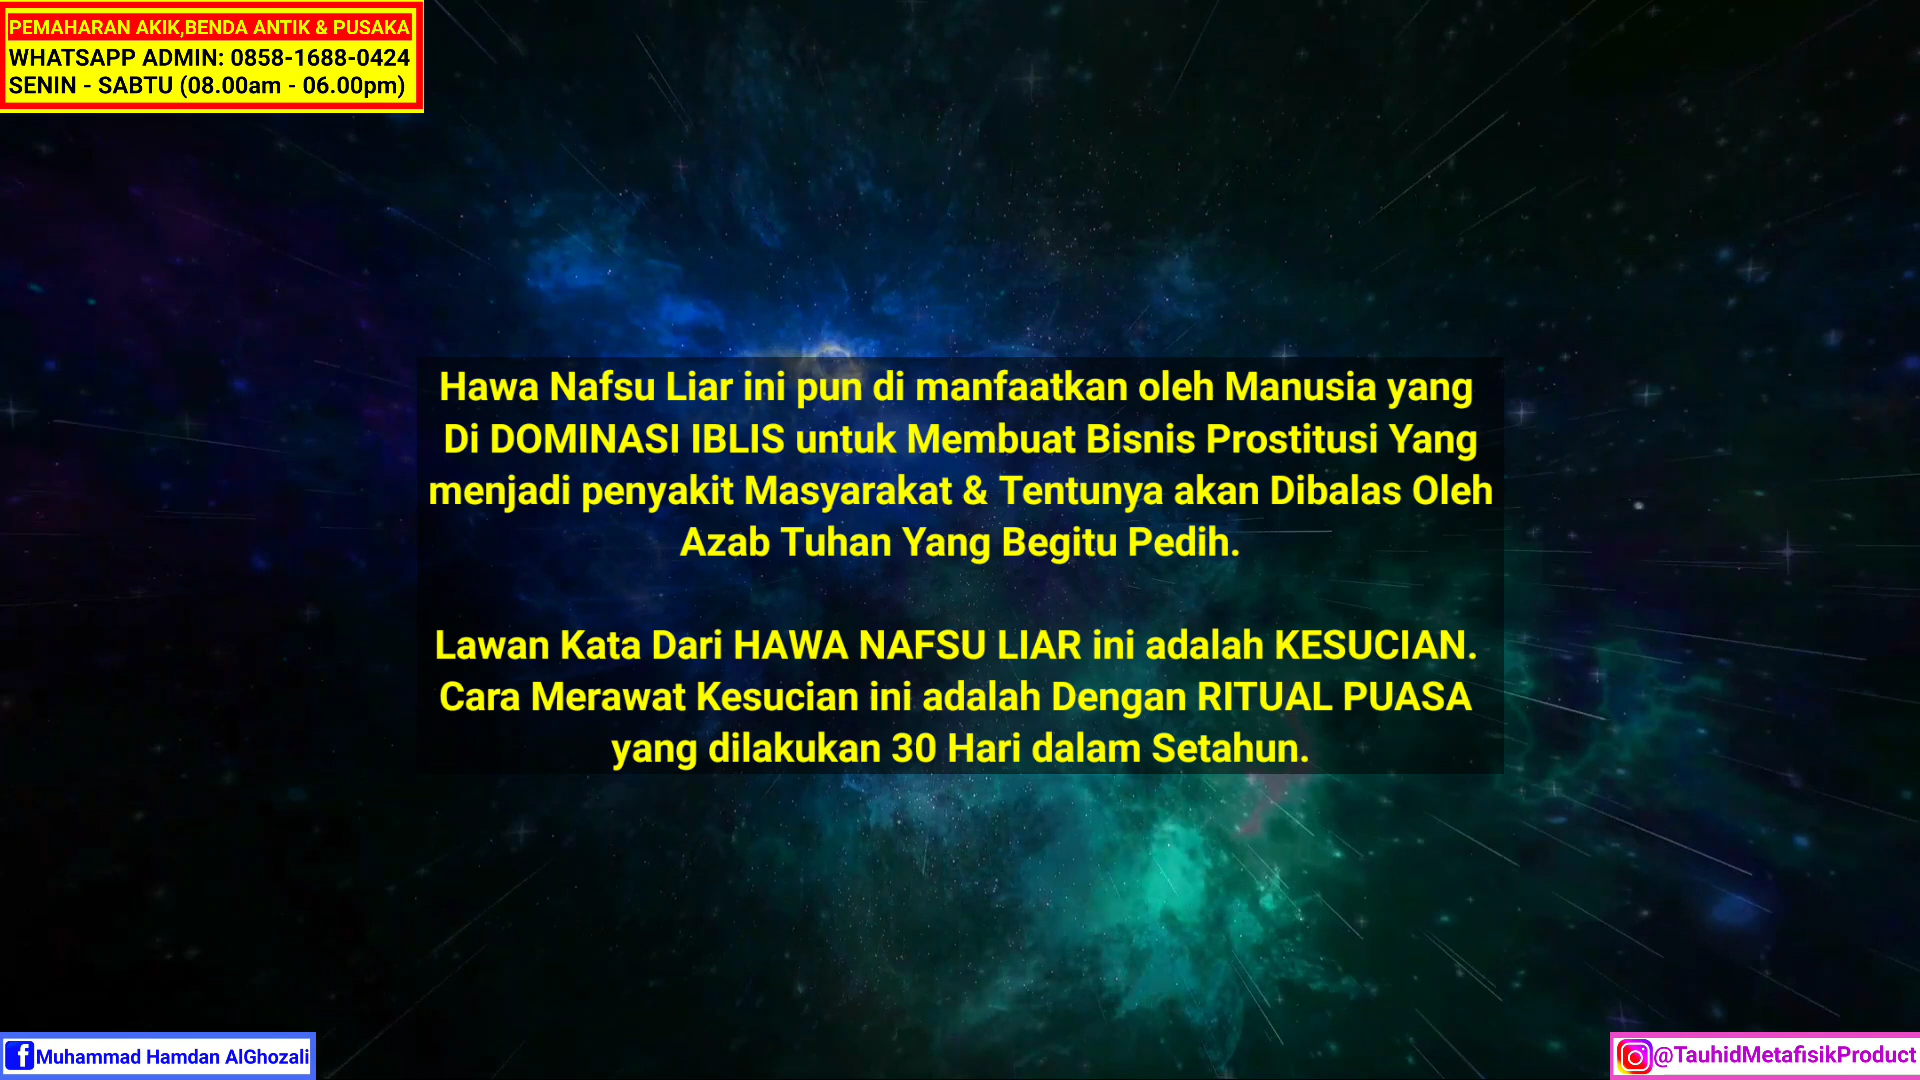 PEMAHARAN AKIK,BENDA ANTIK & PUSAKA
WHATSAPP ADMIN: 0858-1688-0424
SENIN - SABTU (08.00am - 06.00pm)
Hawa Nafsu Liar ini pun di manfaatkan oleh Manusia yang
Di DOMINASI IBLIS untuk Membuat Bisnis Prostitusi Yang
menjadi penyakit Masyarakat & Tentunya akan Dibalas Oleh
Azab Tuhan Yang Begitu Pedih.
Lawan Kata Dari HAWA NAFSU LIAR ini adalah KESUCIAN.
Cara Merawat Kesucian ini adalah Dengan RITUAL PUASA
yang dilakukan 30 Hari dalam Setahun.
Muhammad Hamdan AlGhozali
@TauhidMetafisikProduct